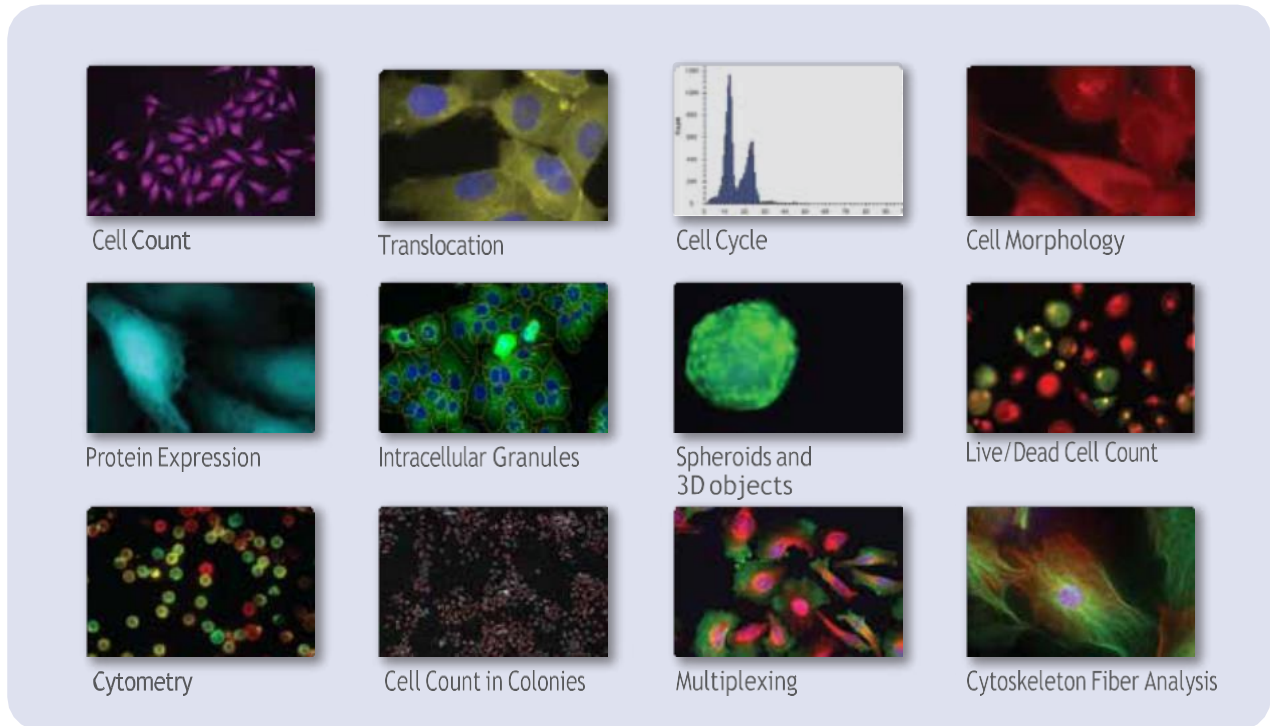 Cell Count
Translocation
Cell Cycle
Cell Morphology
Protein Expression
Intracellular Granules
Spheroids and
3D objects
Live/Dead Cell Count
Cytometry
Cell Count in Colonies
Multiplexing
Cytoskeleton Fiber Analysis